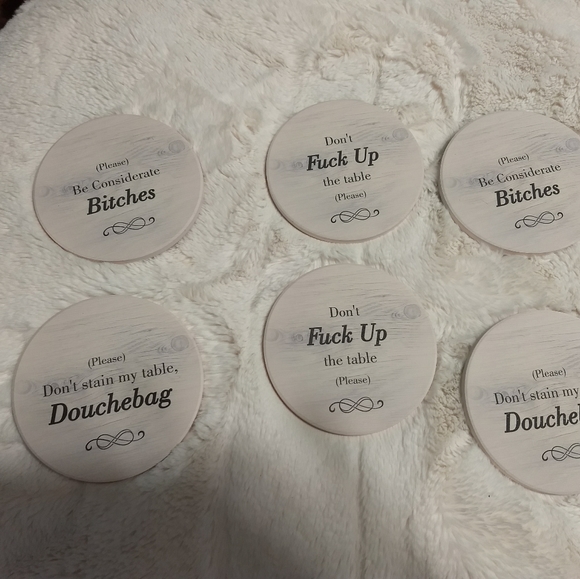 (Please)
Be Considerate
Bitches
Don't
Fuck Up
the table
(Please)
(Please)
Be Considerate
Bitches
(Please)
Don't stain my table,
Douchebag
Don't
Fuck Up
the table
(Please)
(Please)
Don't stain my